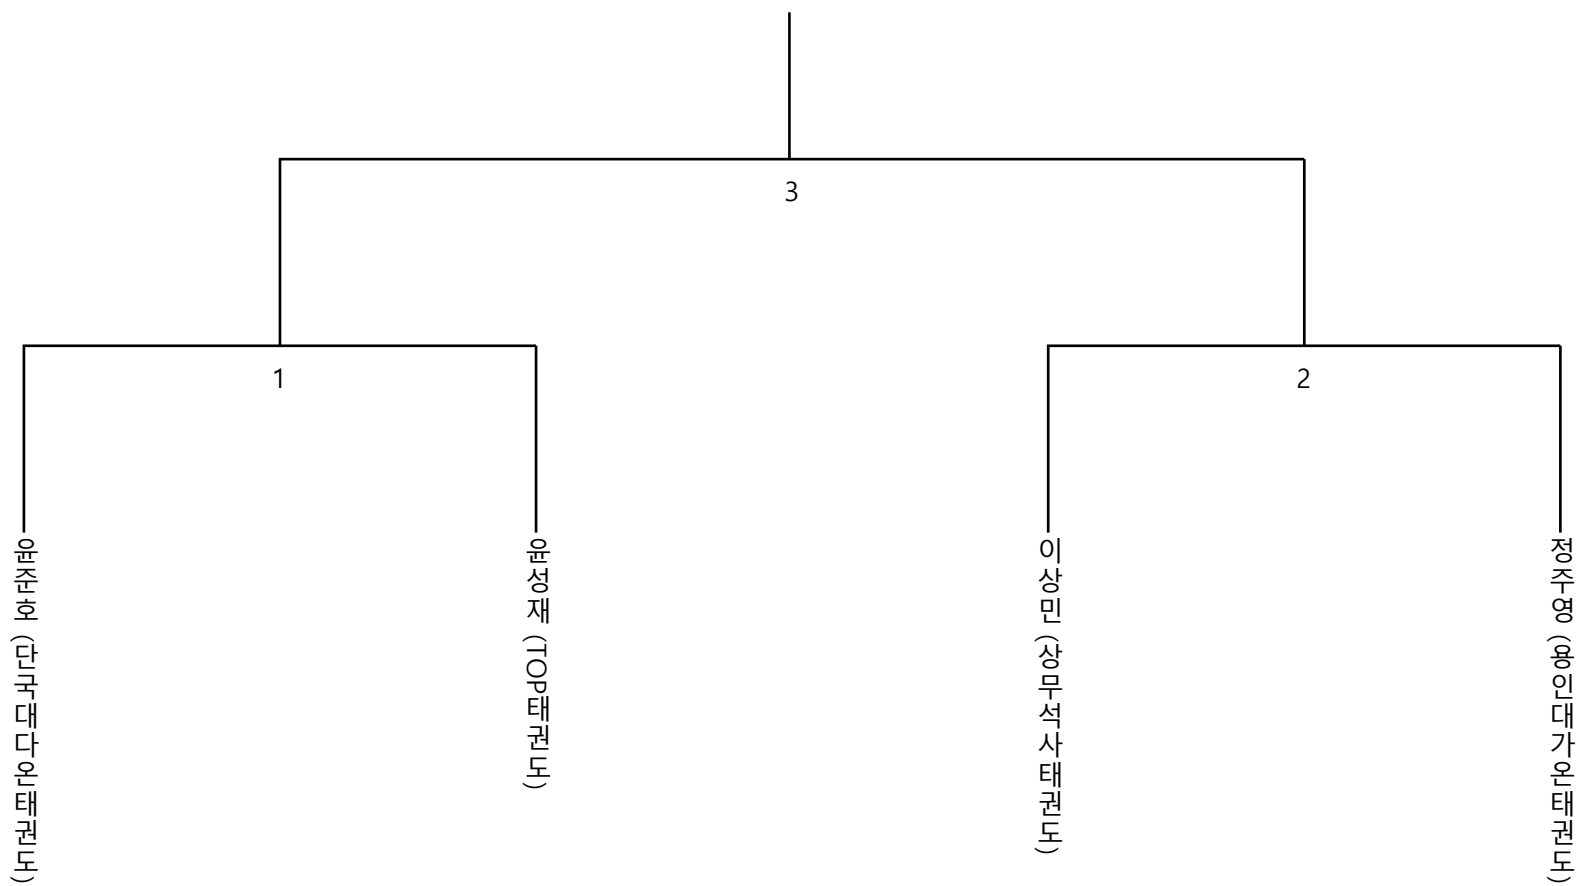 3
1
2
윤준호 (단국대다온태권도)
윤성재 (TOP태권도)
이상민 (상무석사태권도)
정주영 (용인대가온태권도)